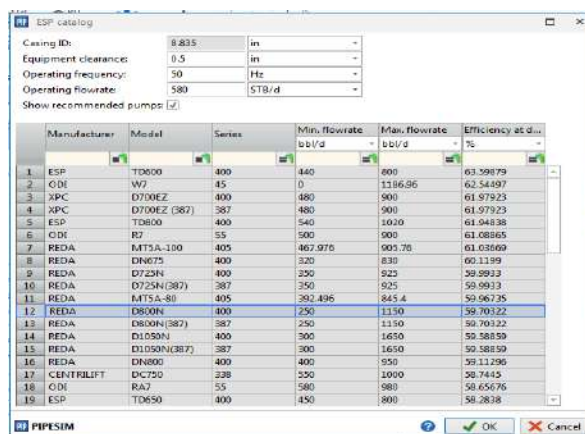 ESP catalog
Casing ID: 8.835 in
Equipment clearance: 0.5 in
Operating frequency: 50 Hz
Operating flowrate: 580 STB/d
Show recommended pumps:
Manufacturer Model Series Min. flowrate Max. flowrate Efficiency at d...
bbl/d bbl/d %
1 ESP TD600 400 440 800 63.59879
2 ODI W7 45 0 1186.96 62.54497
3 XPC D700EZ 400 480 900 61.97923
4 XPC D700EZ (387) 387 480 900 61.97923
5 ESP TD800 400 540 1020 61.94838
6 ODI R7 55 500 900 61.08865
7 REDA MT5A-100 405 467.976 905.76 61.03669
8 REDA DN675 400 320 830 60.1199
9 REDA D725N 400 350 925 59.9933
10 REDA D725N(387) 387 350 925 59.9933
11 REDA MT5A-80 405 392.496 845.4 59.96735
12 REDA D800N 400 250 1150 59.70322
13 REDA D800N(387) 387 250 1150 59.70322
14 REDA D1050N 400 300 1650 59.58859
15 REDA D1050N(387) 387 300 1650 59.58859
16 REDA DN800 400 400 950 59.11296
17 CENTRILIFT DC750 338 550 1000 58.7445
18 ODI RA7 55 580 980 58.65676
19 ESP TD650 400 450 800 58.2838
PIPESIM OK Cancel